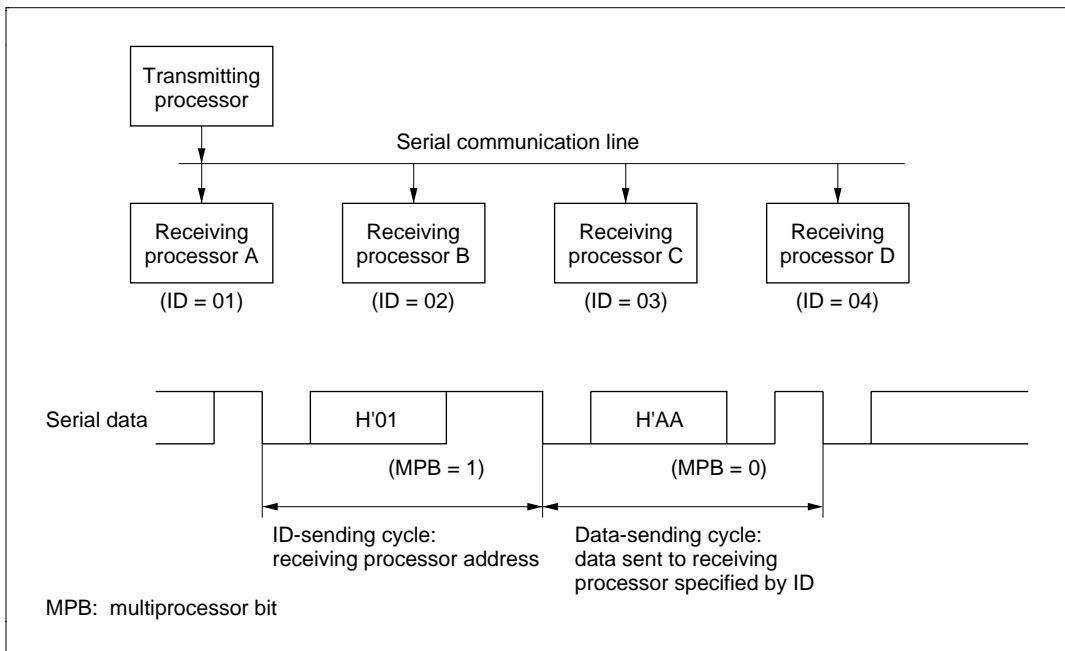 Transmitting
processor
Serial communication line
Receiving
processor A
Receiving
processor B
Receiving
processor C
Receiving
processor D
(ID = 01)
(ID = 02)
(ID = 03)
(ID = 04)
Serial data
H'01
H'AA
(MPB = 1)
(MPB = 0)
ID-sending cycle:
receiving processor address
Data-sending cycle:
data sent to receiving
processor specified by ID
MPB: multiprocessor bit